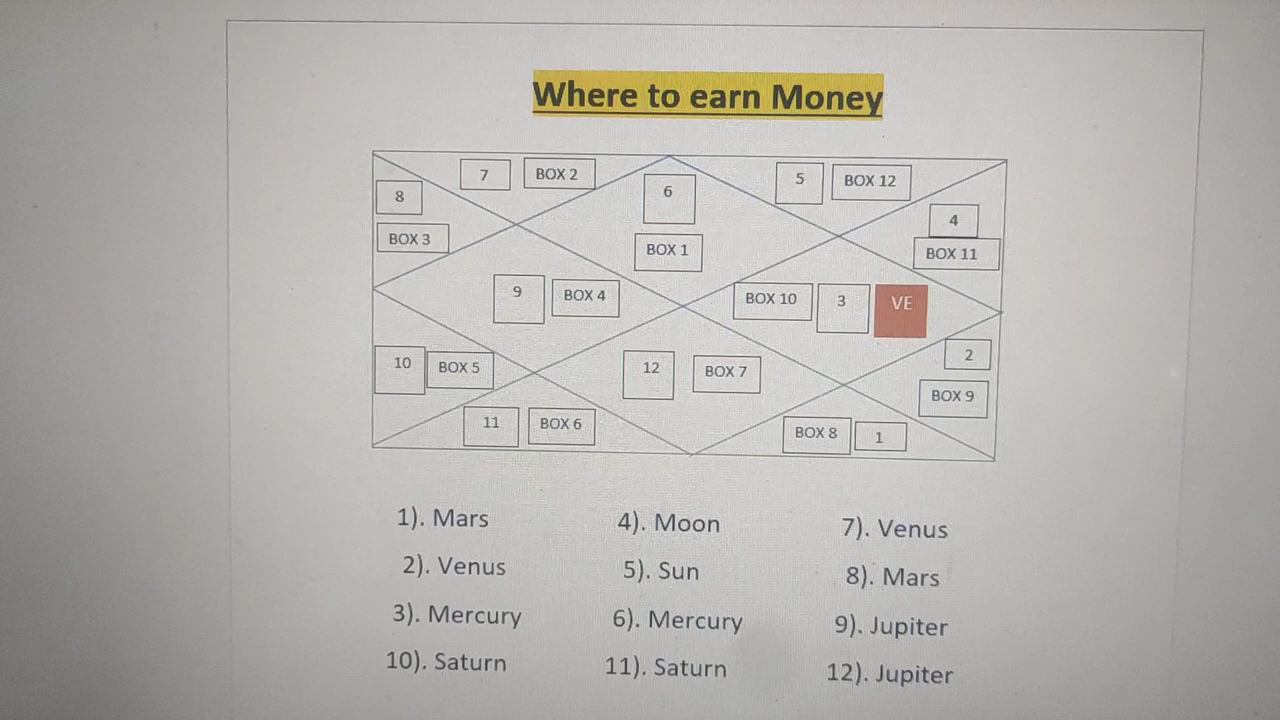 Where to earn Money
7 BOX 2
5 BOX 12
8
6
4
BOX 3
BOX 1
BOX 11
9 BOX 4
BOX 10 3 VE
2
10 BOX 5
12 BOX 7
BOX 9
11 BOX 6
BOX 8 1
1). Mars 4). Moon 7). Venus
2). Venus 5). Sun 8). Mars
3). Mercury 6). Mercury 9). Jupiter
10). Saturn 11). Saturn 12). Jupiter